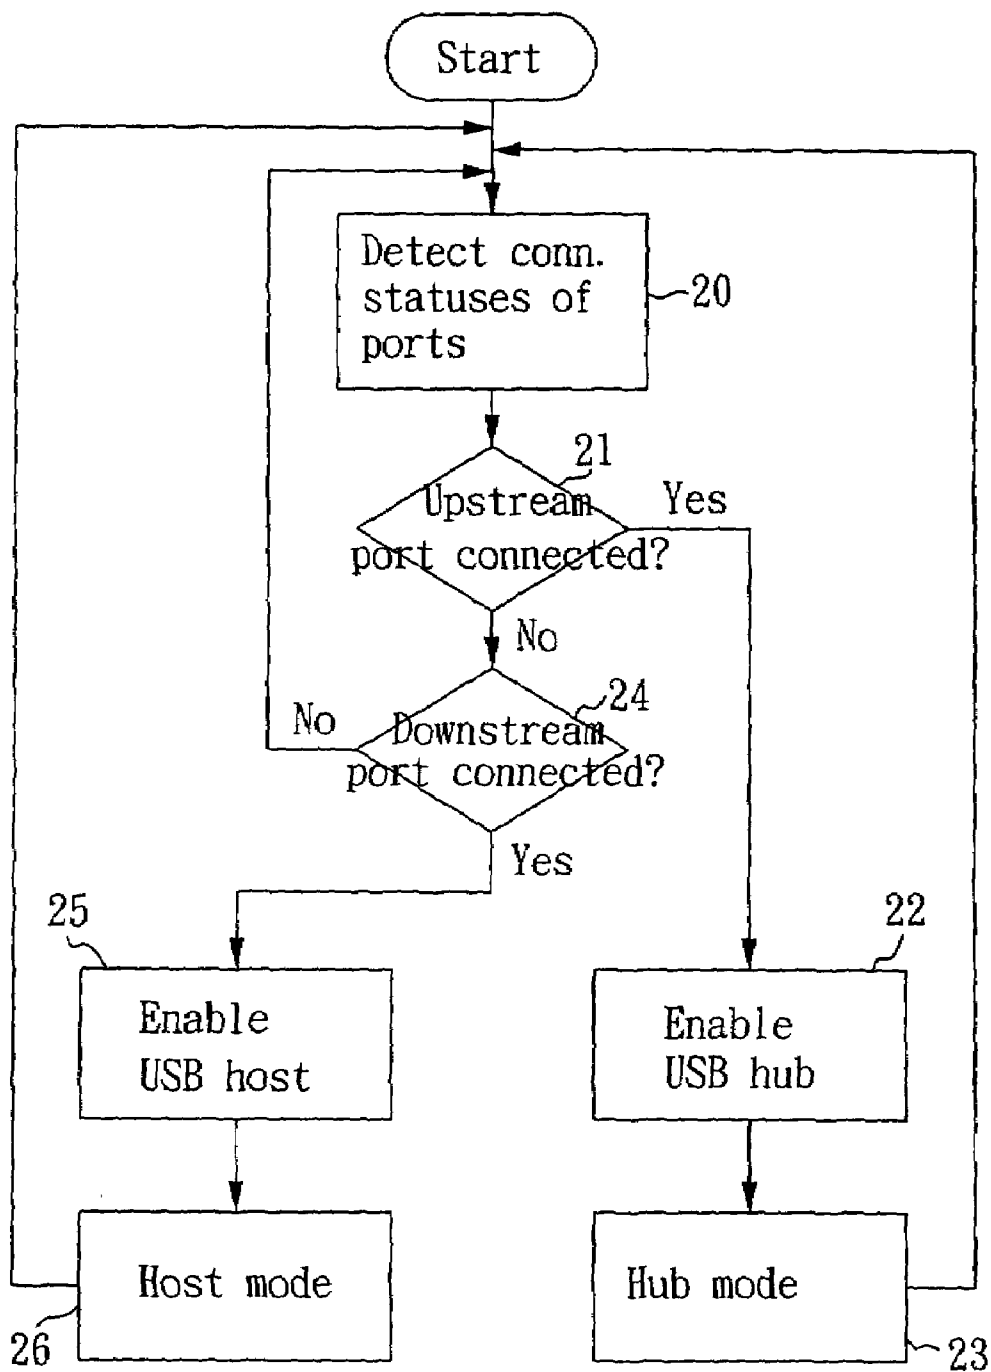 Start
Detect conn.
statuses of
ports
20
21
Upstream
port connected?
Yes
No
24
Downstream
port connected?
No
Yes
25
Enable
USB host
22
Enable
USB hub
Host mode
26
Hub mode
23